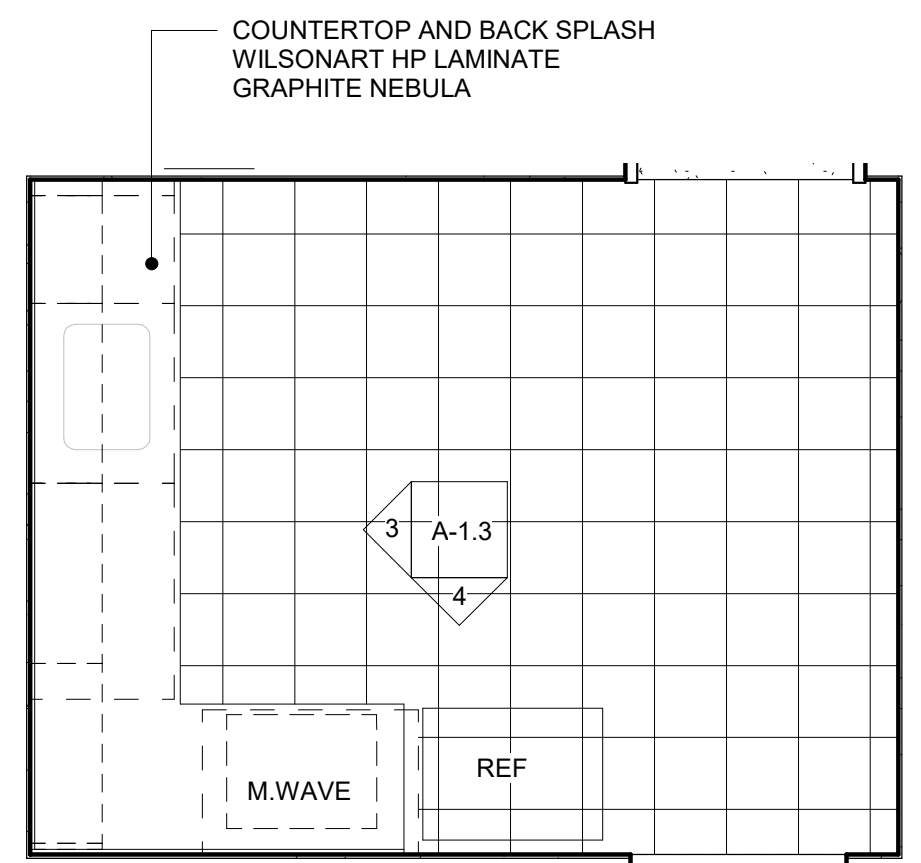 COUNTERTOP AND BACK SPLASH
WILSONART HP LAMINATE
GRAPHITE NEBULA
3
A-1.3
4
M.WAVE
REF